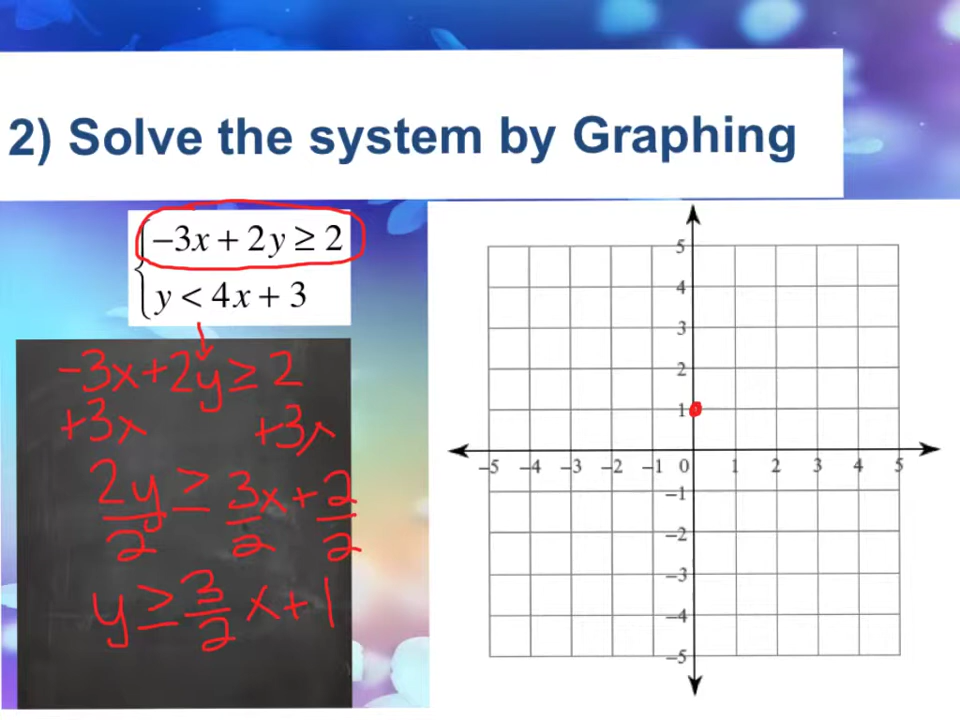 2) Solve the system by Graphing
−3x + 2y ≥ 2
y < 4x + 3
-3x+2y ≥ 2
+3x +3x
2y/2 ≥ 3x/2 + 2/2
y ≥ 3/2 x + 1
5
4
3
2
1
−5 −4 −3 −2 −1 0 1 2 3 4 5
−1
−2
−3
−4
−5